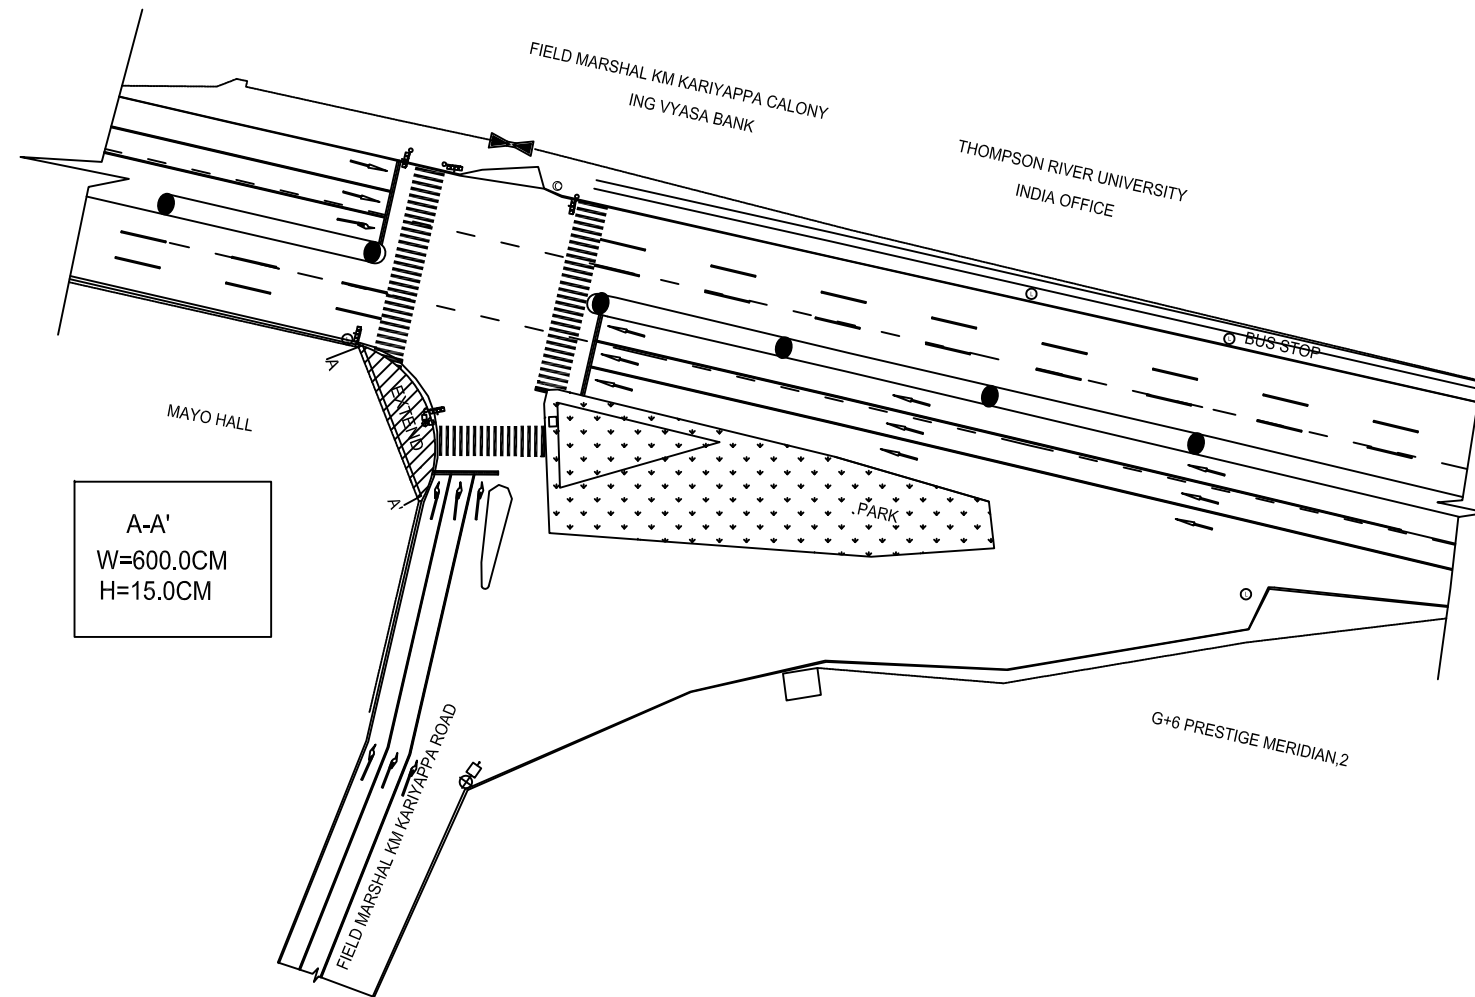 FIELD MARSHAL KM KARIYAPPA CALONY
ING VYASA BANK
THOMPSON RIVER UNIVERSITY
INDIA OFFICE
BUS STOP
A
EXTEND
MAYO HALL
A'
PARK
A-A'
W=600.0CM
H=15.0CM
FIELD MARSHAL KM KARIYAPPA ROAD
G+6 PRESTIGE MERIDIAN,2